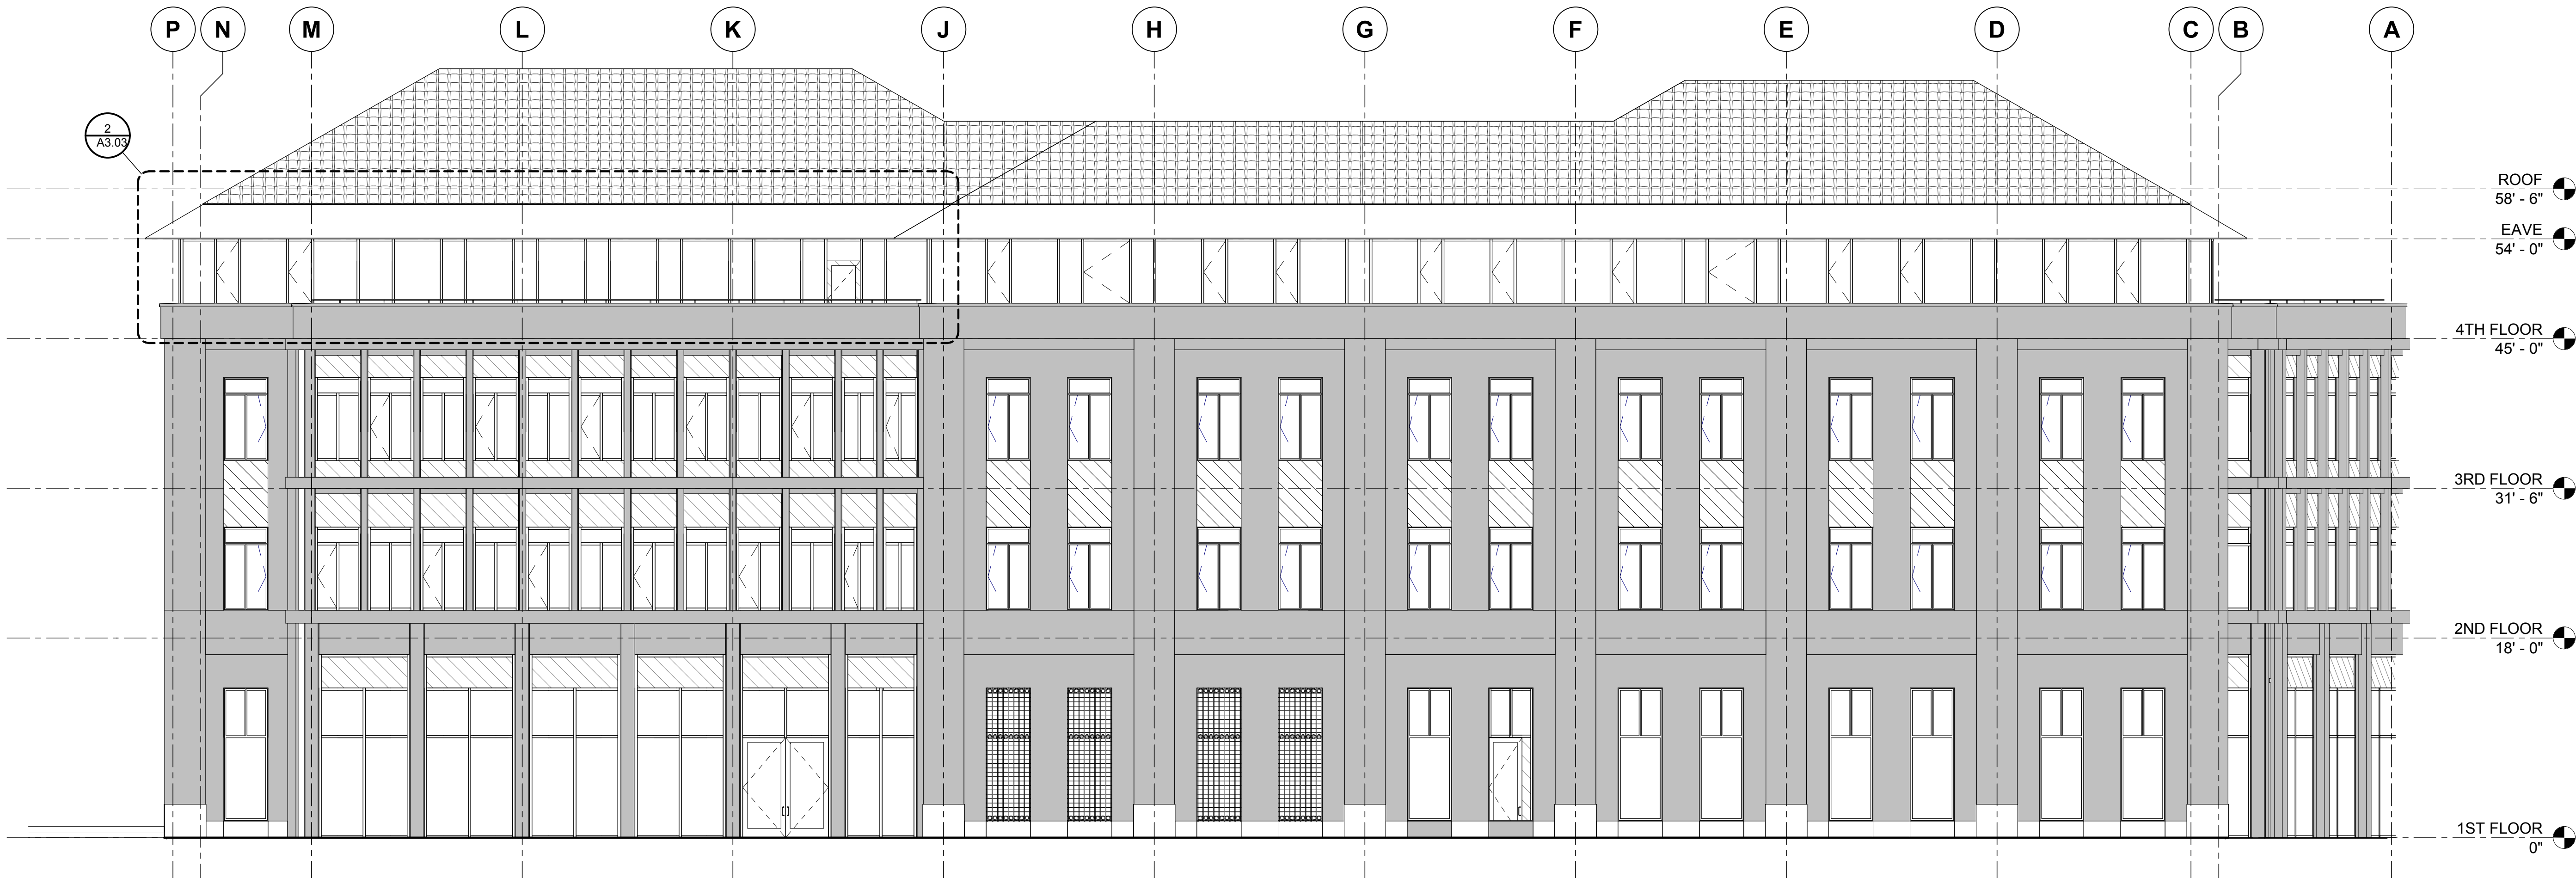 P N M L K J H G F E D C B A
2
A3.03
ROOF
58' - 6"
EAVE
54' - 0"
4TH FLOOR
45' - 0"
3RD FLOOR
31' - 6"
2ND FLOOR
18' - 0"
1ST FLOOR
0"